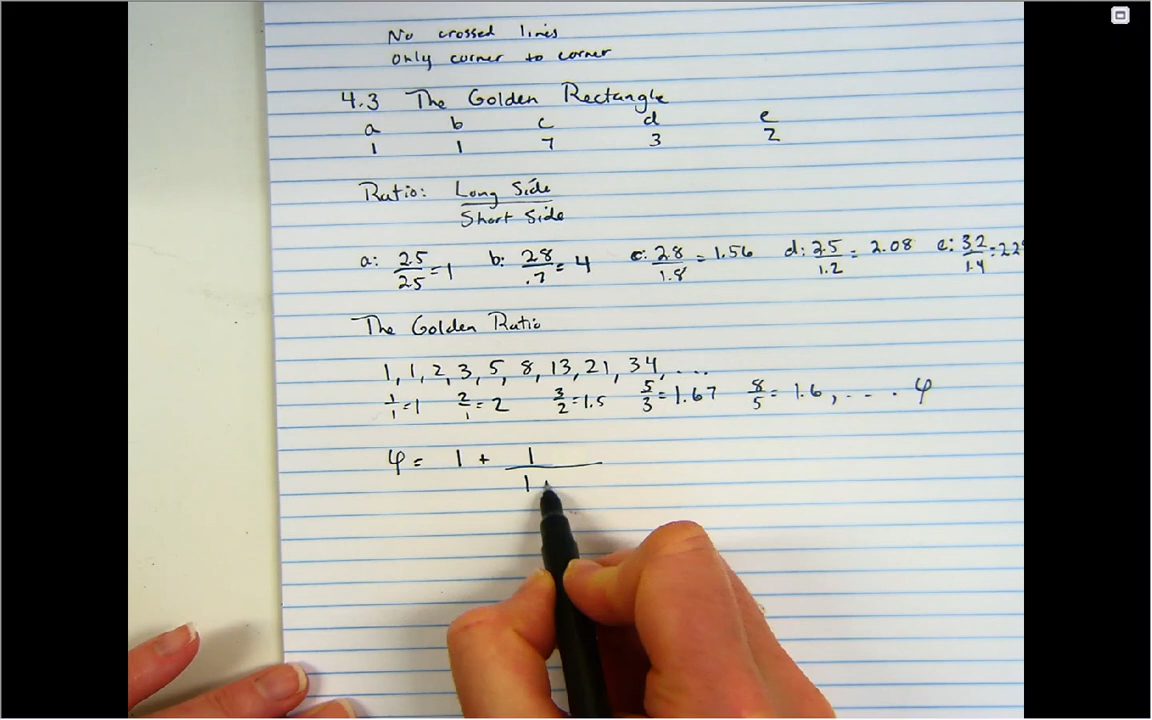 No crossed lines
only corner to corner
4.3 The Golden Rectangle
a b c d e
1 1 7 3 2
Ratio: Long Side / Short Side
a: 25/25 = 1 b: 28/.7 = 4 c: 2.8/1.8 = 1.56 d: 2.5/1.2 = 2.08 e: 32/1.4 = 22
The Golden Ratio
1, 1, 2, 3, 5, 8, 13, 21, 34, ...
1/1 = 1 2/1 = 2 3/2 = 1.5 5/3 = 1.67 8/5 = 1.6, .... φ
φ = 1 + 1/1